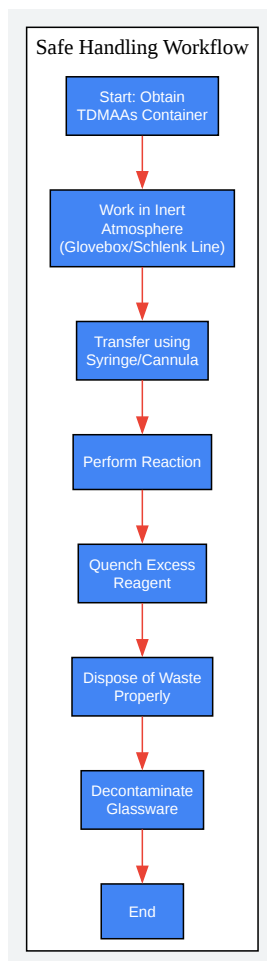 Safe Handling Workflow
Start: Obtain
TDMAAs Container
Work in Inert
Atmosphere
(Glovebox/Schlenk Line)
Transfer using
Syringe/Cannula
Perform Reaction
Quench Excess
Reagent
Dispose of Waste
Properly
Decontaminate
Glassware
End